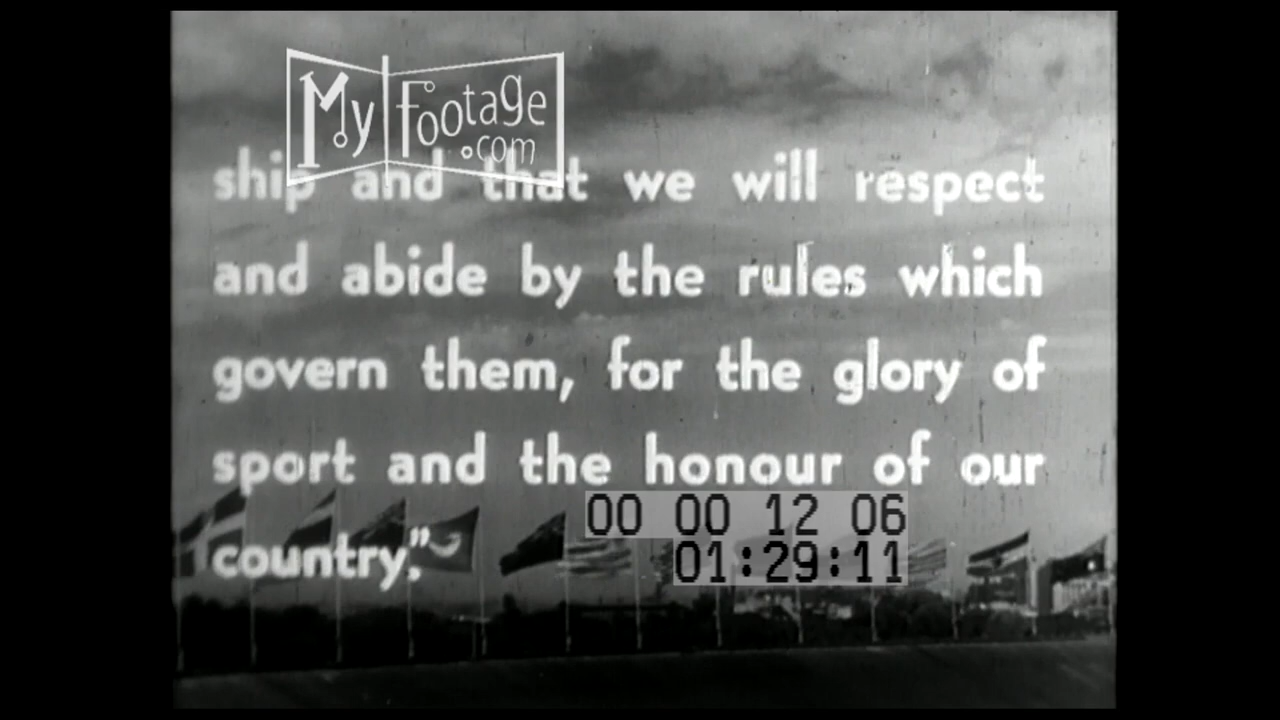 My Footage
.com
ship and that we will respect
and abide by the rules which
govern them, for the glory of
sport and the honour of our
country."
00 00 12 06
01:29:11